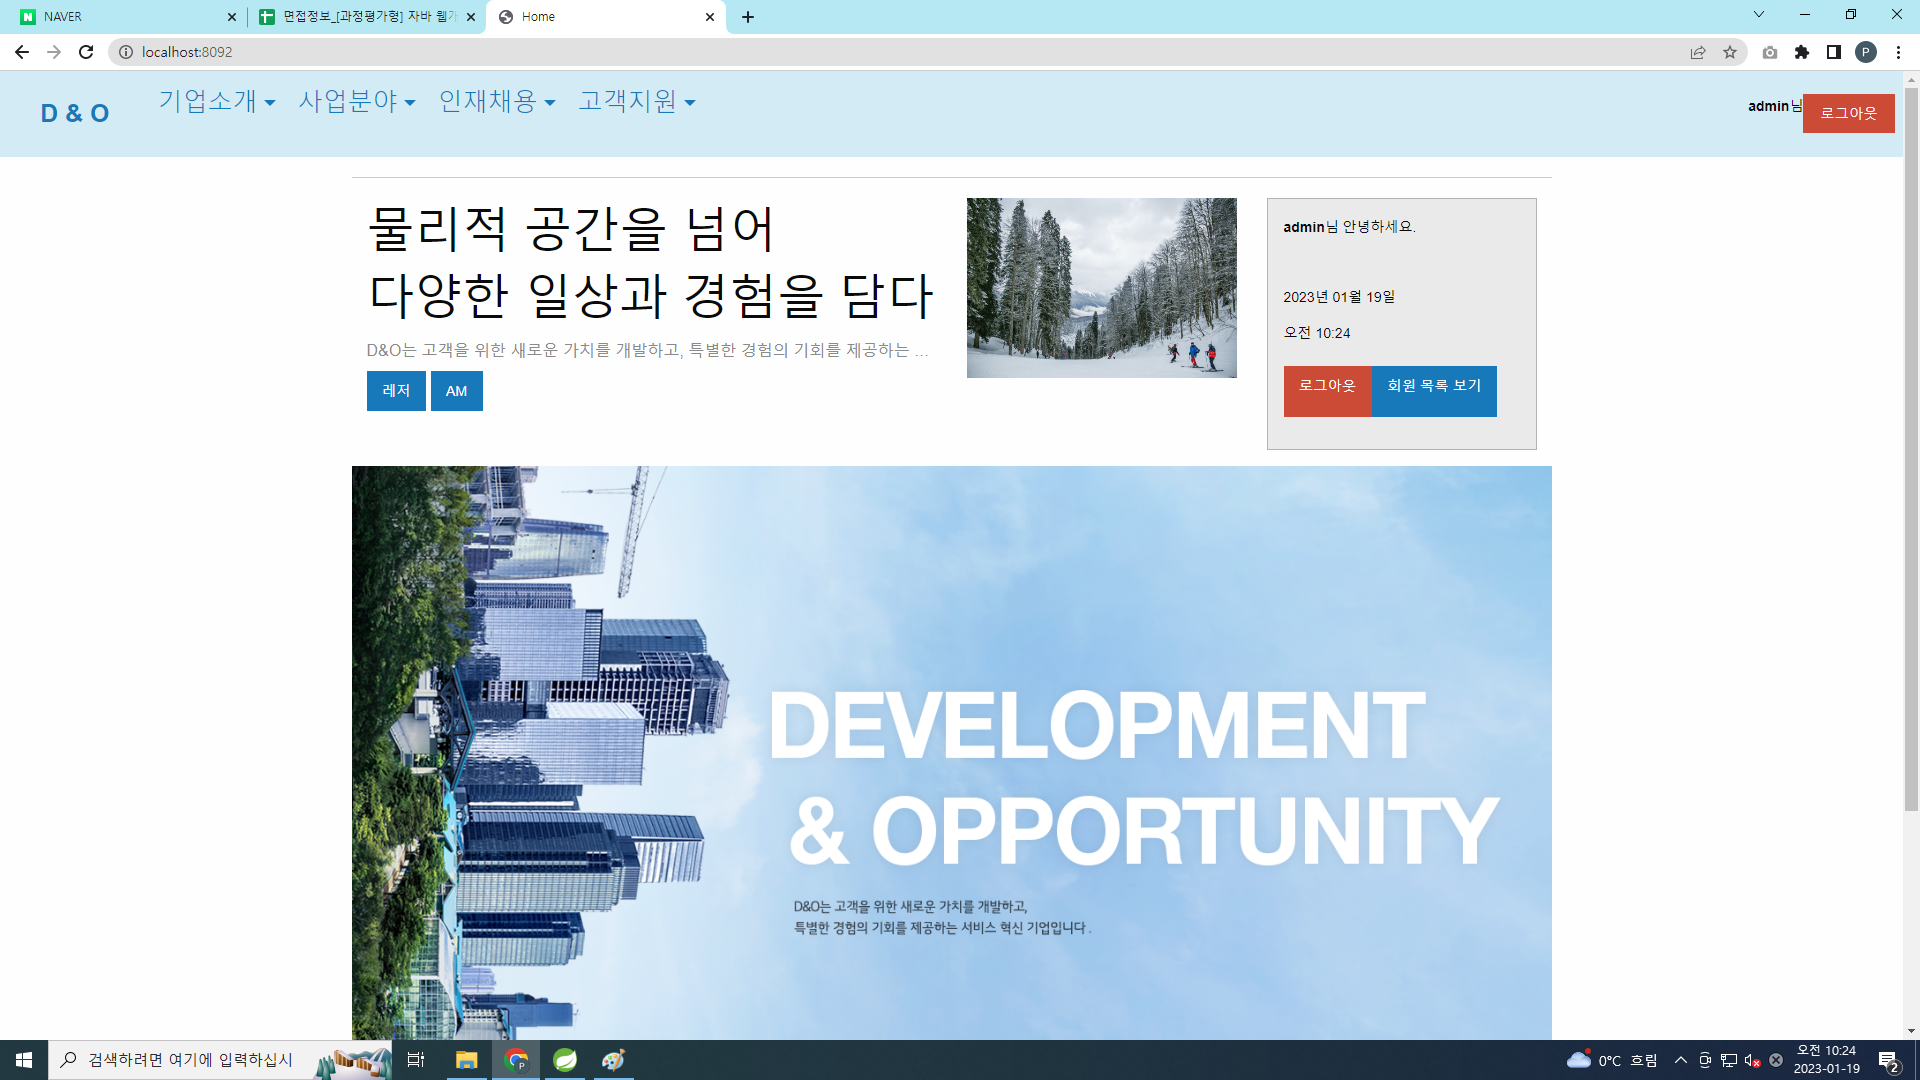 NAVER
면접정보_[과정평가형] 자바 웹
Home
localhost:8092
P
D & O
기업소개
사업분야
인재채용
고객지원
admin님
로그아웃
물리적 공간을 넘어
다양한 일상과 경험을 담다
D&O는 고객을 위한 새로운 가치를 개발하고, 특별한 경험의 기회를 제공하는 ...
레저
AM
admin님 안녕하세요.
2023년 01월 19일
오전 10:24
로그아웃
회원 목록 보기
DEVELOPMENT
& OPPORTUNITY
D&O는 고객을 위한 새로운 가치를 개발하고,
특별한 경험의 기회를 제공하는 서비스 혁신 기업입니다 .
검색하려면 여기에 입력하십시
P
0°C 흐림
오전 10:24
2023-01-19
2